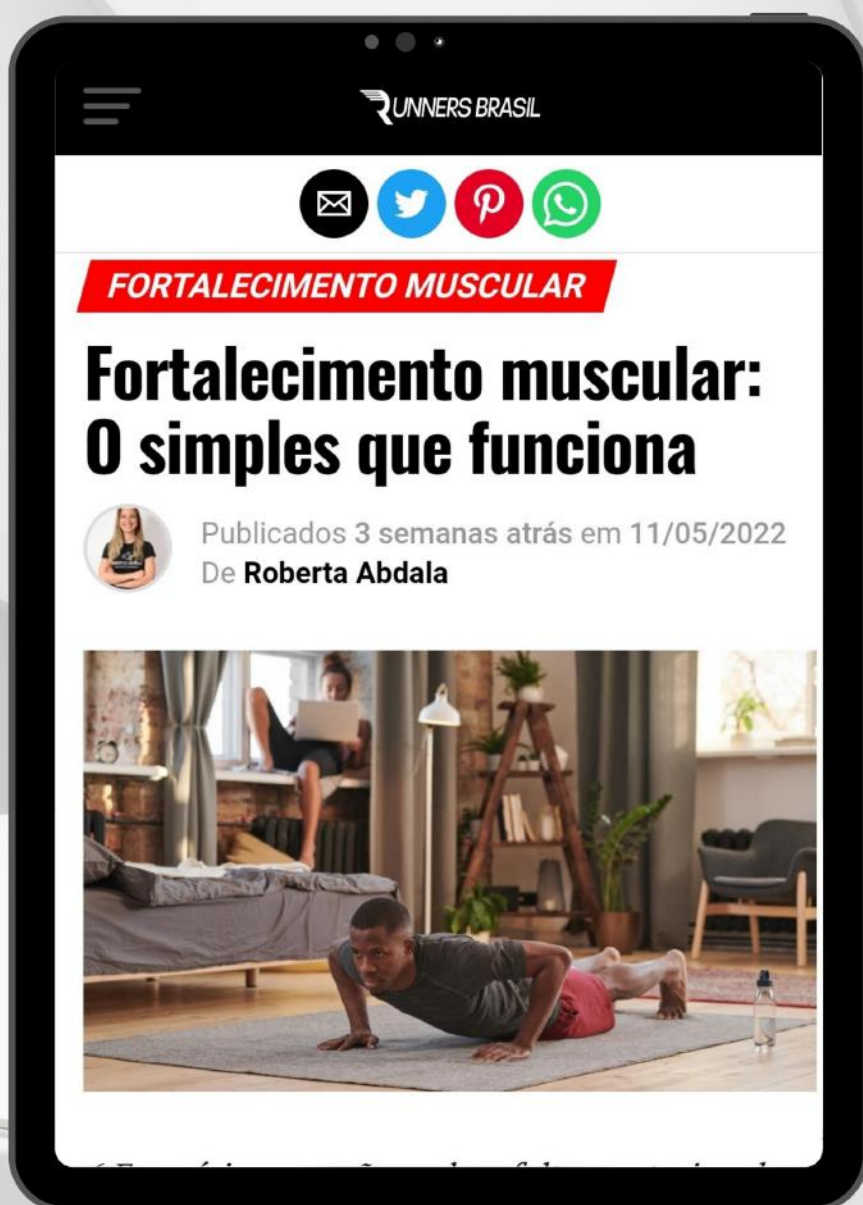 RUNNERS BRASIL
FORTALECIMENTO MUSCULAR
Fortalecimento muscular:
O simples que funciona
Publicados 3 semanas atrás em 11/05/2022
De Roberta Abdala